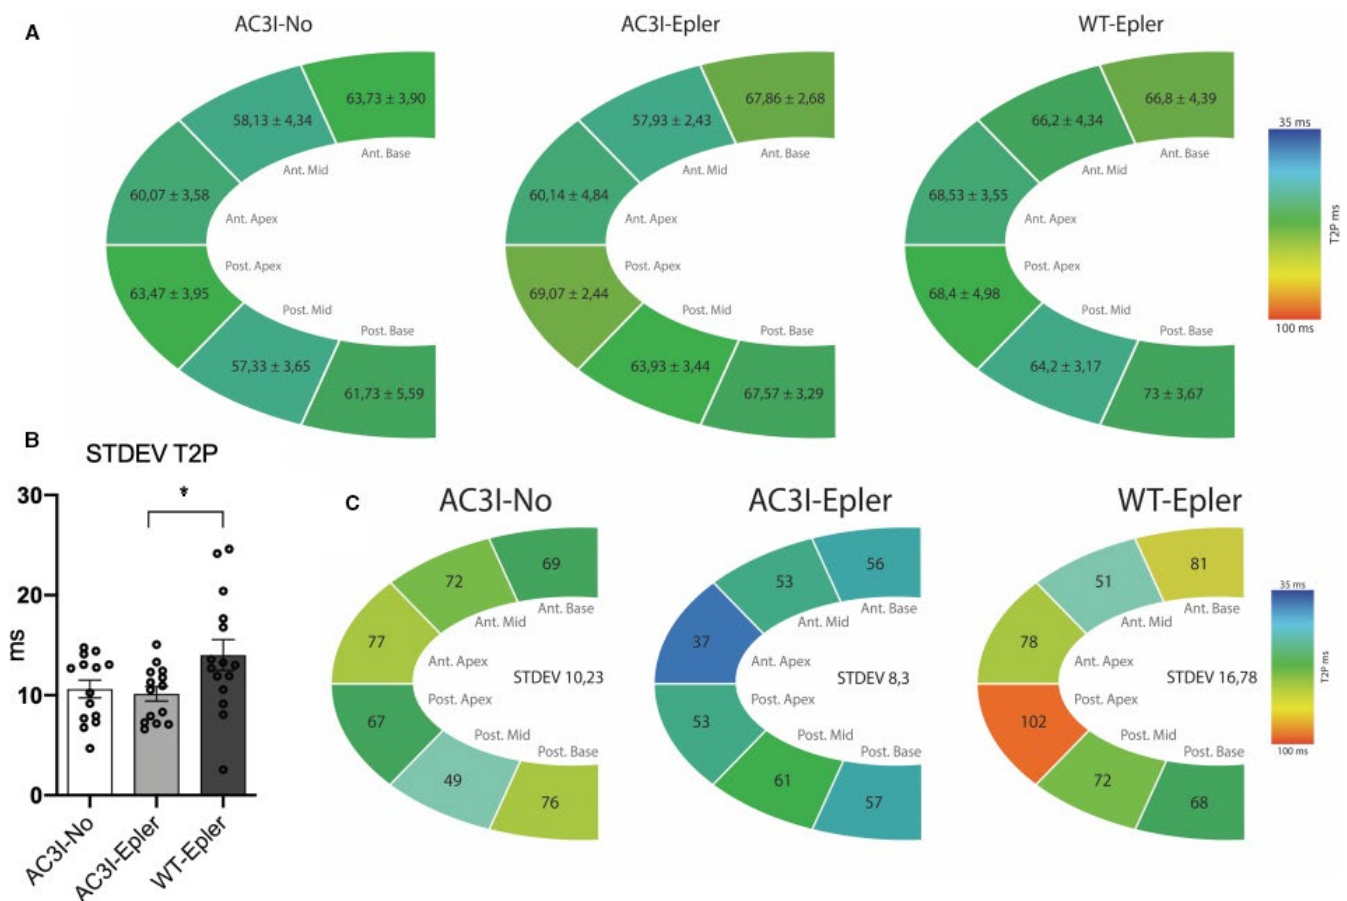 A
AC3I-No
AC3I-Epler
WT-Epler
63,73 ± 3,90
58,13 ± 4,34
60,07 ± 3,58
63,47 ± 3,95
57,33 ± 3,65
61,73 ± 5,59
Ant. Base
Ant. Mid
Ant. Apex
Post. Apex
Post. Mid
Post. Base
67,86 ± 2,68
57,93 ± 2,43
60,14 ± 4,84
69,07 ± 2,44
63,93 ± 3,44
67,57 ± 3,29
Ant. Base
Ant. Mid
Ant. Apex
Post. Apex
Post. Mid
Post. Base
66,8 ± 4,39
66,2 ± 4,34
68,53 ± 3,55
68,4 ± 4,98
64,2 ± 3,17
73 ± 3,67
Ant. Base
Ant. Mid
Ant. Apex
Post. Apex
Post. Mid
Post. Base
35 ms
T2P ms
100 ms
B
STDEV T2P
*
30
20
10
0
ms
AC3I-No
AC3I-Epler
WT-Epler
C
AC3I-No
AC3I-Epler
WT-Epler
69
72
77
67
49
76
Ant. Base
Ant. Mid
Ant. Apex
STDEV 10,23
Post. Apex
Post. Mid
Post. Base
56
53
37
53
61
57
Ant. Base
Ant. Mid
Ant. Apex
STDEV 8,3
Post. Apex
Post. Mid
Post. Base
81
51
78
102
72
68
Ant. Base
Ant. Mid
Ant. Apex
STDEV 16,78
Post. Apex
Post. Mid
Post. Base
35 ms
T2P ms
100 ms